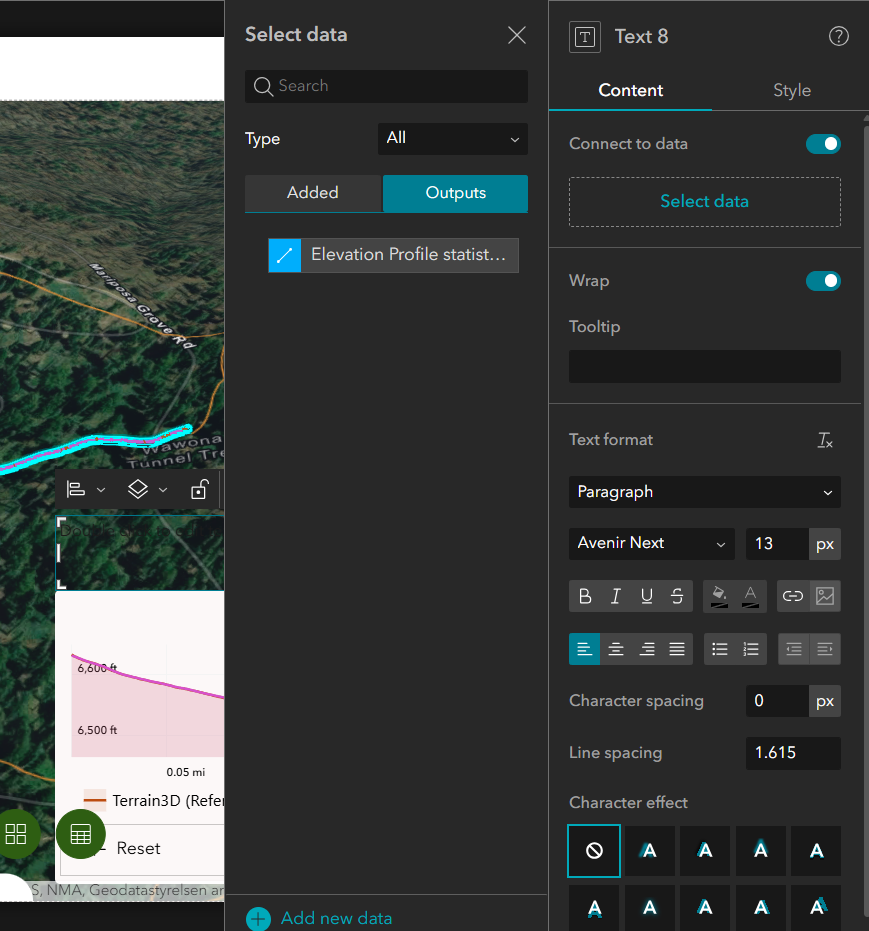 Select data
Search
Type
All
Added
Outputs
Elevation Profile statist...
Add new data
Text 8
Content
Style
Connect to data
Select data
Wrap
Tooltip
Text format
Paragraph
Avenir Next
13
px
B I U S
A
Character spacing
0
px
Line spacing
1.615
Character effect
A A A A
A A A A A
Mariposa Grove Rd
Wawona
Tunnel Tre
6,600 ft
6,500 ft
0.05 mi
Terrain3D (Refer
Reset
S, NMA, Geodatastyrelsen ar